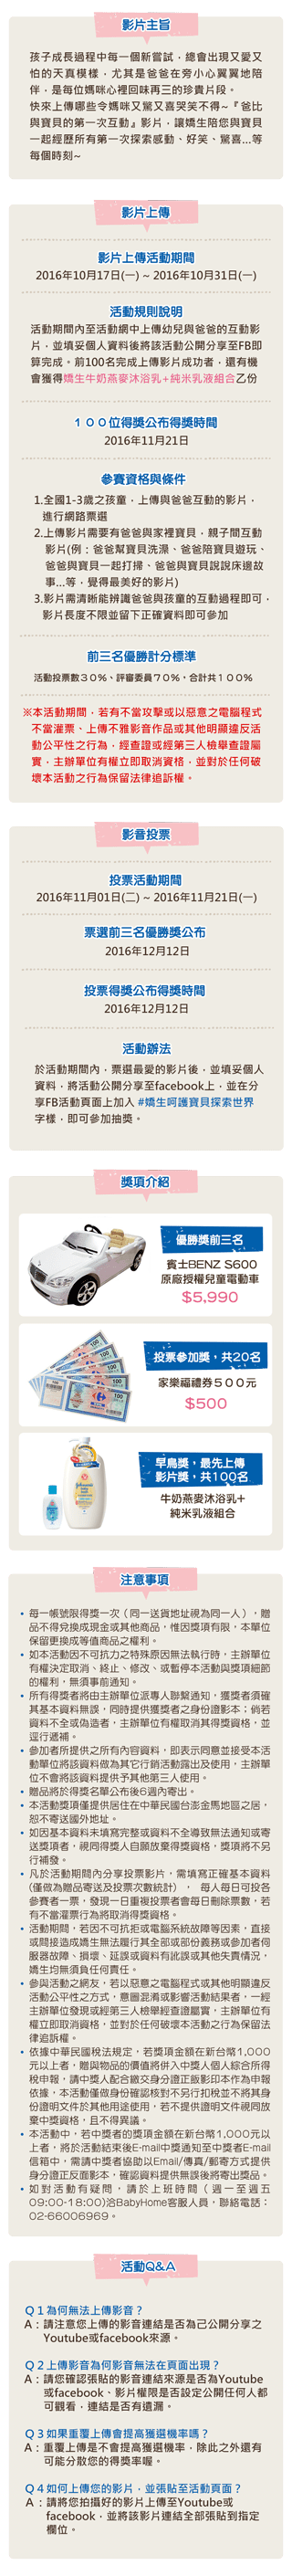 影片主旨
孩子成長過程中每一個新嘗試，總會出現又愛又
怕的天真模樣，尤其是爸爸在旁小心翼翼地陪
伴，是每位媽咪心裡回味再三的珍貴片段。
快來上傳哪些令媽咪又驚又喜哭笑不得~『爸比
與寶貝的第一次互動』影片，讓嬌生陪您與寶貝
一起經歷所有第一次探索感動、好笑、驚喜...等
每個時刻~
影片上傳
影片上傳活動期間
2016年10月17日(一) ~ 2016年10月31日(一)
活動規則說明
活動期間內至活動網中上傳幼兒與爸爸的互動影
片，並填妥個人資料後將該活動公開分享至FB即
算完成。前100名完成上傳影片成功者，還有機
會獲得嬌生牛奶燕麥沐浴乳+純米乳液組合乙份
１００位得獎公布得獎時間
2016年11月21日
參賽資格與條件
1.全國1-3歲之孩童，上傳與爸爸互動的影片，
進行網路票選
2.上傳影片需要有爸爸與家裡寶貝，親子間互動
影片(例：爸爸幫寶貝洗澡、爸爸陪寶貝遊玩、
爸爸與寶貝一起打掃、爸爸與寶貝說說床邊故
事...等，覺得最美好的影片)
3.影片需清晰能辨識爸爸與孩童的互動過程即可，
影片長度不限並留下正確資料即可參加
前三名優勝計分標準
活動投票數３０％、評審委員７０％，合計共１００％
※本活動期間，若有不當攻擊或以惡意之電腦程式
不當灌票、上傳不雅影音作品或其他明顯違反活
動公平性之行為，經查證或經第三人檢舉查證屬
實，主辦單位有權立即取消資格，並對於任何破
壞本活動之行為保留法律追訴權。
影音投票
投票活動期間
2016年11月01日(二) ~ 2016年11月21日(一)
票選前三名優勝獎公布
2016年12月12日
投票得獎公布得獎時間
2016年12月12日
活動辦法
於活動期間內，票選最愛的影片後，並填妥個人
資料，將活動公開分享至facebook上，並在分
享FB活動頁面上加入 #嬌生呵護寶貝探索世界
字樣，即可參加抽獎。
獎項介紹
優勝獎前三名
賓士BENZ S600
原廠授權兒童電動車
$5,990
投票參加獎，共20名
家樂福禮券５００元
$500
早鳥獎，最先上傳
影片獎，共100名
牛奶燕麥沐浴乳+
純米乳液組合
注意事項
• 每一帳號限得獎一次（同一送貨地址視為同一人），贈
品不得兌換成現金或其他商品，惟因獎項有限，本單位
保留更換成等值商品之權利。
• 如本活動因不可抗力之特殊原因無法執行時，主辦單位
有權決定取消、終止、修改、或暫停本活動與獎項細節
的權利，無須事前通知。
• 所有得獎者將由主辦單位派專人聯繫通知，獲獎者須確
其基本資料無誤，同時提供獲獎者之身份證影本；倘若
資料不全或偽造者，主辦單位有權取消其得獎資格，並
逕行遞補。
• 參加者所提供之所有內容資料，即表示同意並接受本活
動單位將該資料做為其它行銷活動露出及使用，主辦單
位不會將該資料提供予其他第三人使用。
• 贈品將於得獎名單公布後6週內寄出。
• 本活動獎項僅提供居住在中華民國台澎金馬地區之居，
恕不寄送國外地址。
• 如因基本資料未填寫完整或資料不全導致無法通知或寄
送獎項者，視同得獎人自願放棄得獎資格，獎項將不另
行補發。
• 凡於活動期間內分享投票影片，需填寫正確基本資料
(僅做為贈品寄送及投票次數統計) ， 每人每日可投各
參賽者一票，發現一日重複投票者會每日刪除票數，若
有不當灌票行為將取消得獎資格。
• 活動期間，若因不可抗拒或電腦系統故障等因素，直接
或間接造成嬌生無法履行其全部或部份義務或參加者伺
服器故障、損壞、延誤或資料有訛誤或其他失責情況，
嬌生均無須負任何責任。
• 參與活動之網友，若以惡意之電腦程式或其他明顯違反
活動公平性之方式，意圖混淆或影響活動結果者，一經
主辦單位發現或經第三人檢舉經查證屬實，主辦單位有
權立即取消資格，並對於任何破壞本活動之行為保留法
律追訴權。
• 依據中華民國稅法規定，若獎項金額在新台幣1,000
元以上者，贈與物品的價值將併入中獎人個人綜合所得
稅申報，請中獎人配合繳交身分證正版影印本作為申報
依據，本活動僅做身份確認核對不另行扣稅並不將其身
份證明文件於其他用途使用，若不提供證明文件視同放
棄中獎資格，且不得異議。
• 本活動中，若中獎者的獎項金額在新台幣1,000元以
上者，將於活動結束後E-mail中獎通知至中獎者E-mail
信箱中，需請中獎者協助以Email/傳真/郵寄方式提供
身分證正反面影本，確認資料提供無誤後將寄出獎品。
• 如對活動有疑問，請於上班時間（週一至週五
09:00-18:00)洽BabyHome客服人員，聯絡電話：
02-66006969。
活動Q&A
Ｑ１為何無法上傳影音？
A：請注意您上傳的影音連結是否為己公開分享之
Youtube或facebook來源。
Ｑ２上傳影音為何影音無法在頁面出現？
A：請您確認張貼的影音連結來源是否為Youtube
或facebook、影片權限是否設定公開任何人都
可觀看，連結是否有遺漏。
Ｑ３如果重覆上傳會提高獲選機率嗎？
A：重覆上傳是不會提高獲選機率，除此之外還有
可能分散您的得獎率喔。
Ｑ４如何上傳您的影片，並張貼至活動頁面？
A：請將您拍攝好的影片上傳至Youtube或
facebook，並將該影片連結全部張貼到指定
欄位。